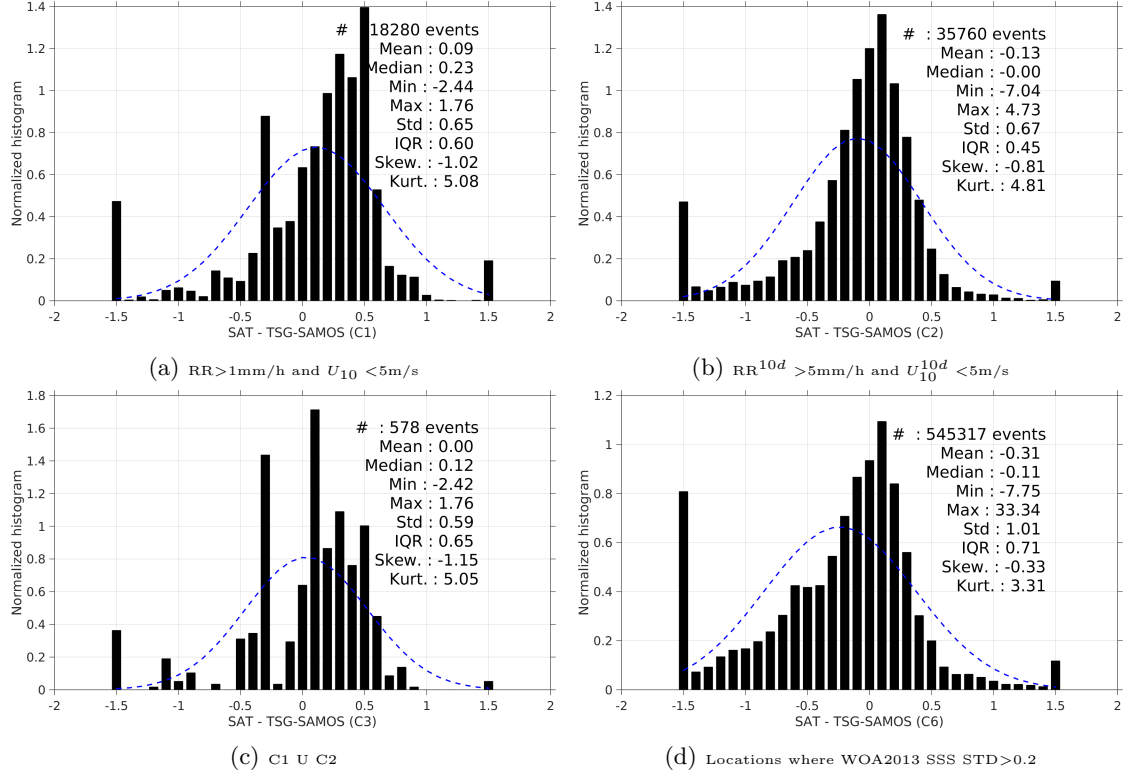 1.4
1.2
1
0.8
0.6
0.4
0.2
0
Normalized histogram
# 18280 events
Mean : 0.09
Median : 0.23
Min : -2.44
Max : 1.76
Std : 0.65
IQR : 0.60
Skew. : -1.02
Kurt. : 5.08
-2 -1.5 -1 -0.5 0 0.5 1 1.5 2
SAT - TSG-SAMOS (C1)
(a) RR>1mm/h and U10 <5m/s
1.4
1.2
1
0.8
0.6
0.4
0.2
0
Normalized histogram
# : 35760 events
Mean : -0.13
Median : -0.00
Min : -7.04
Max : 4.73
Std : 0.67
IQR : 0.45
Skew. : -0.81
Kurt. : 4.81
-2 -1.5 -1 -0.5 0 0.5 1 1.5 2
SAT - TSG-SAMOS (C2)
(b) RR10d >5mm/h and U10d10 <5m/s
1.8
1.6
1.4
1.2
1
0.8
0.6
0.4
0.2
0
Normalized histogram
# : 578 events
Mean : 0.00
Median : 0.12
Min : -2.42
Max : 1.76
Std : 0.59
IQR : 0.65
Skew. : -1.15
Kurt. : 5.05
-2 -1.5 -1 -0.5 0 0.5 1 1.5 2
SAT - TSG-SAMOS (C3)
(c) C1 U C2
1.2
1
0.8
0.6
0.4
0.2
0
Normalized histogram
# : 545317 events
Mean : -0.31
Median : -0.11
Min : -7.75
Max : 33.34
Std : 1.01
IQR : 0.71
Skew. : -0.33
Kurt. : 3.31
-2 -1.5 -1 -0.5 0 0.5 1 1.5 2
SAT - TSG-SAMOS (C6)
(d) Locations where WOA2013 SSS STD>0.2